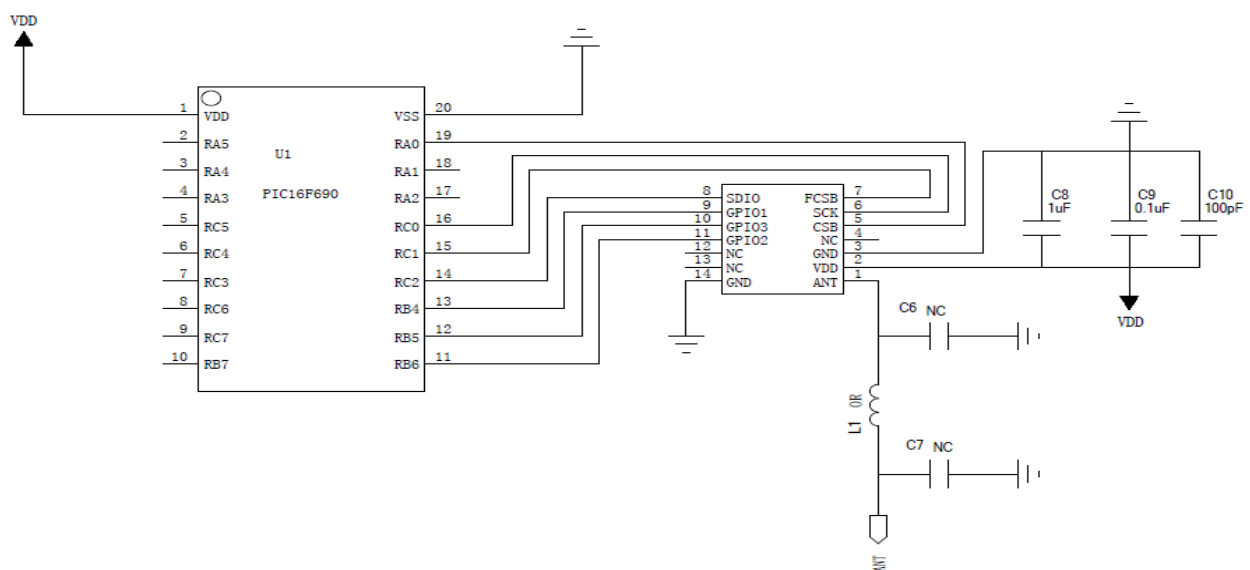 VDD
1 VDD VSS 20
2 RA5 RA0 19
U1
3 RA4 RA1 18
PIC16F690
4 RA3 RA2 17
5 RC5 RC0 16
6 RC4 RC1 15
7 RC3 RC2 14
8 RC6 RB4 13
9 RC7 RB5 12
10 RB7 RB6 11
8 SDIO FCSB 7
9 GPIO1 SCK 6
10 GPIO3 CSB 5
11 GPIO2 NC 4
12 NC GND 3
13 NC VDD 2
14 GND ANT 1
C8
1uF
C9
0.1uF
C10
100pF
VDD
C6 NC
L1 0R
C7 NC
ANT